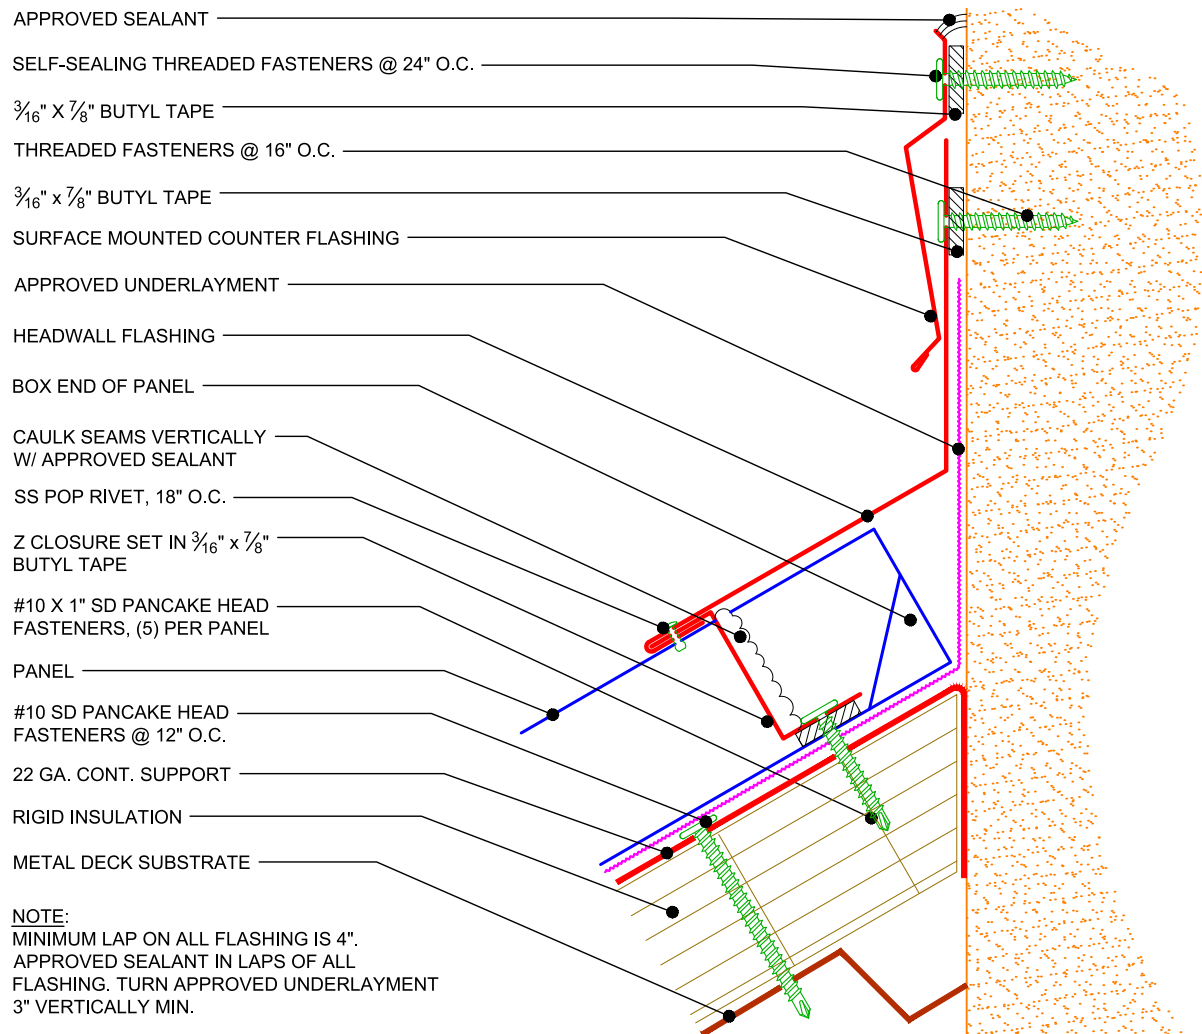 APPROVED SEALANT
SELF-SEALING THREADED FASTENERS @ 24" O.C.
3/16" X 7/8" BUTYL TAPE
THREADED FASTENERS @ 16" O.C.
3/16" x 7/8" BUTYL TAPE
SURFACE MOUNTED COUNTER FLASHING
APPROVED UNDERLAYMENT
HEADWALL FLASHING
BOX END OF PANEL
CAULK SEAMS VERTICALLY
W/ APPROVED SEALANT
SS POP RIVET, 18" O.C.
Z CLOSURE SET IN 3/16" x 7/8"
BUTYL TAPE
#10 X 1" SD PANCAKE HEAD
FASTENERS, (5) PER PANEL
PANEL
#10 SD PANCAKE HEAD
FASTENERS @ 12" O.C.
22 GA. CONT. SUPPORT
RIGID INSULATION
METAL DECK SUBSTRATE
NOTE:
MINIMUM LAP ON ALL FLASHING IS 4".
APPROVED SEALANT IN LAPS OF ALL
FLASHING. TURN APPROVED UNDERLAYMENT
3" VERTICALLY MIN.